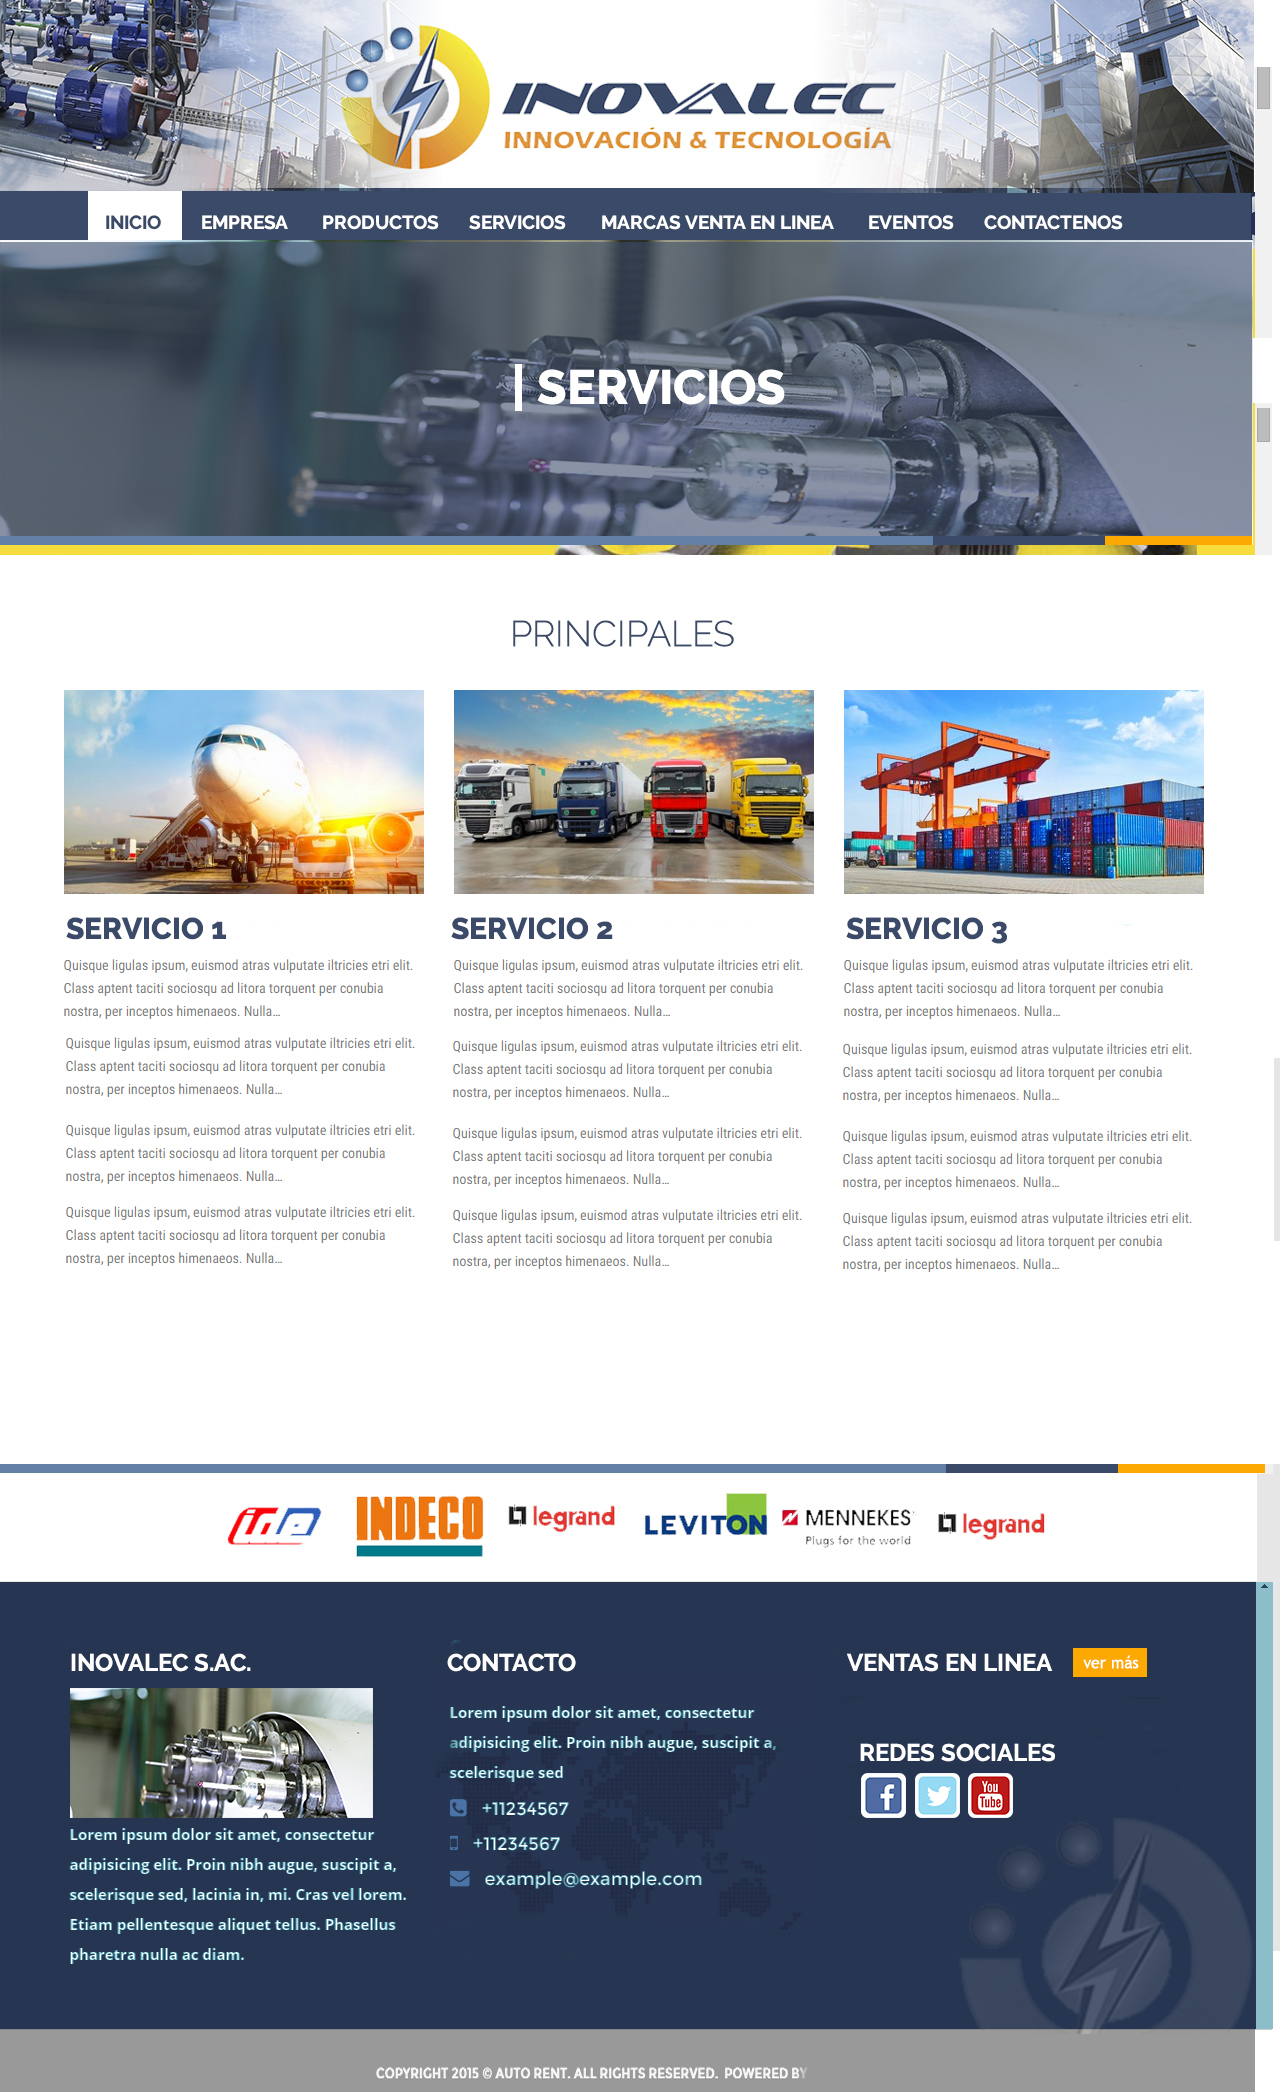 INOVALEC
INNOVACIÓN & TECNOLOGÍA
INICIO EMPRESA PRODUCTOS SERVICIOS MARCAS VENTA EN LINEA EVENTOS CONTACTENOS
| SERVICIOS
PRINCIPALES
SERVICIO 1
Quisque ligulas ipsum, euismod atras vulputate iltricies etri elit.
Class aptent taciti sociosqu ad litora torquent per conubia
nostra, per inceptos himenaeos. Nulla...
Quisque ligulas ipsum, euismod atras vulputate iltricies etri elit.
Class aptent taciti sociosqu ad litora torquent per conubia
nostra, per inceptos himenaeos. Nulla...
Quisque ligulas ipsum, euismod atras vulputate iltricies etri elit.
Class aptent taciti sociosqu ad litora torquent per conubia
nostra, per inceptos himenaeos. Nulla...
Quisque ligulas ipsum, euismod atras vulputate iltricies etri elit.
Class aptent taciti sociosqu ad litora torquent per conubia
nostra, per inceptos himenaeos. Nulla...
SERVICIO 2
Quisque ligulas ipsum, euismod atras vulputate iltricies etri elit.
Class aptent taciti sociosqu ad litora torquent per conubia
nostra, per inceptos himenaeos. Nulla...
Quisque ligulas ipsum, euismod atras vulputate iltricies etri elit.
Class aptent taciti sociosqu ad litora torquent per conubia
nostra, per inceptos himenaeos. Nulla...
Quisque ligulas ipsum, euismod atras vulputate iltricies etri elit.
Class aptent taciti sociosqu ad litora torquent per conubia
nostra, per inceptos himenaeos. Nulla...
Quisque ligulas ipsum, euismod atras vulputate iltricies etri elit.
Class aptent taciti sociosqu ad litora torquent per conubia
nostra, per inceptos himenaeos. Nulla...
SERVICIO 3
Quisque ligulas ipsum, euismod atras vulputate iltricies etri elit.
Class aptent taciti sociosqu ad litora torquent per conubia
nostra, per inceptos himenaeos. Nulla...
Quisque ligulas ipsum, euismod atras vulputate iltricies etri elit.
Class aptent taciti sociosqu ad litora torquent per conubia
nostra, per inceptos himenaeos. Nulla...
Quisque ligulas ipsum, euismod atras vulputate iltricies etri elit.
Class aptent taciti sociosqu ad litora torquent per conubia
nostra, per inceptos himenaeos. Nulla...
Quisque ligulas ipsum, euismod atras vulputate iltricies etri elit.
Class aptent taciti sociosqu ad litora torquent per conubia
nostra, per inceptos himenaeos. Nulla...
INDECO
legrand
LEVITON
MENNEKES
Plugs for the world
legrand
INOVALEC S.AC.
Lorem ipsum dolor sit amet, consectetur
adipisicing elit. Proin nibh augue, suscipit a,
scelerisque sed, lacinia in, mi. Cras vel lorem.
Etiam pellentesque aliquet tellus. Phasellus
pharetra nulla ac diam.
CONTACTO
Lorem ipsum dolor sit amet, consectetur
adipisicing elit. Proin nibh augue, suscipit a,
scelerisque sed
+11234567
+11234567
example@example.com
VENTAS EN LINEA ver más
REDES SOCIALES
You
Tube
COPYRIGHT 2015 © AUTO RENT. ALL RIGHTS RESERVED. POWERED BY